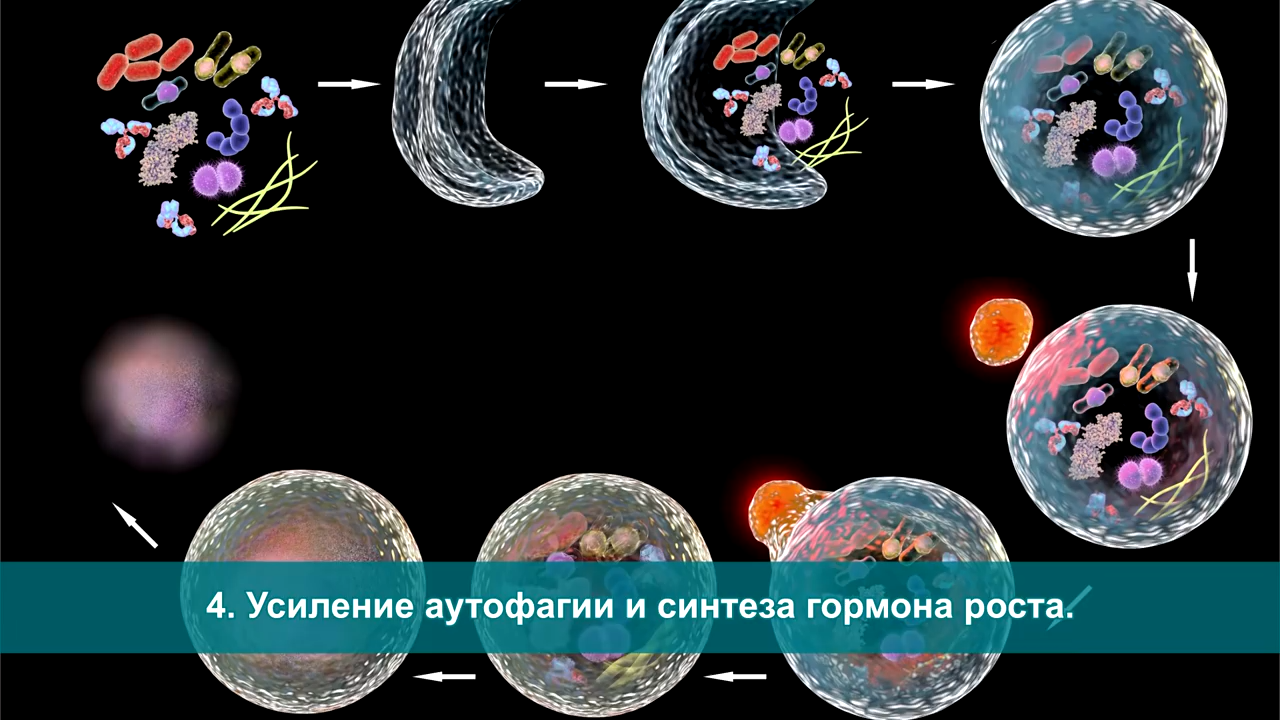 4. Усиление аутофагии и синтеза гормона роста.